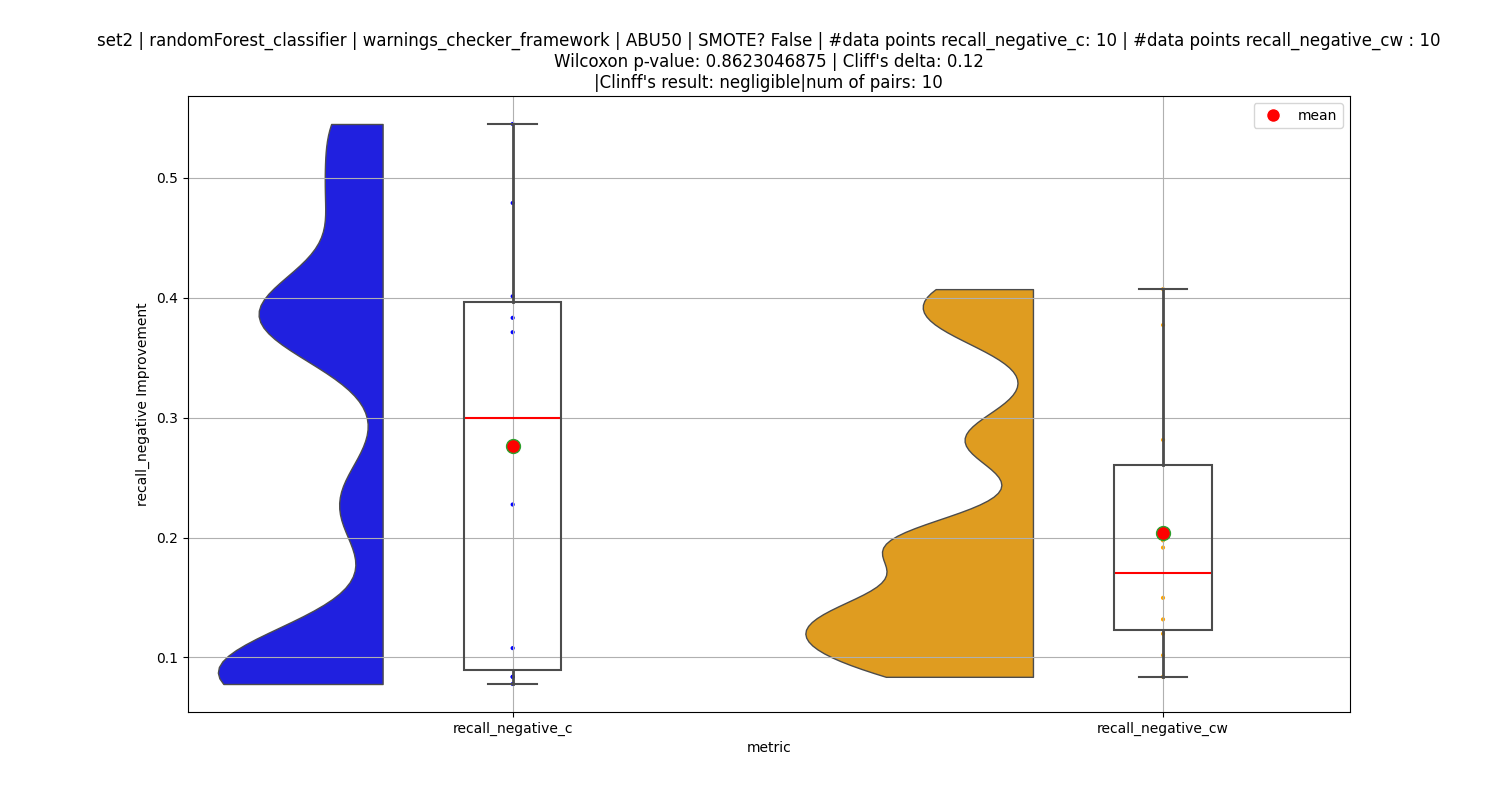 set2 | randomForest_classifier | warnings_checker_framework | ABU50 | SMOTE? False | #data points recall_negative_c: 10 | #data points recall_negative_cw : 10
Wilcoxon p-value: 0.8623046875 | Cliff's delta: 0.12
|Clinff's result: negligible|num of pairs: 10
mean
0.5
0.4
0.3
0.2
0.1
recall_negative Improvement
recall_negative_c
recall_negative_cw
metric